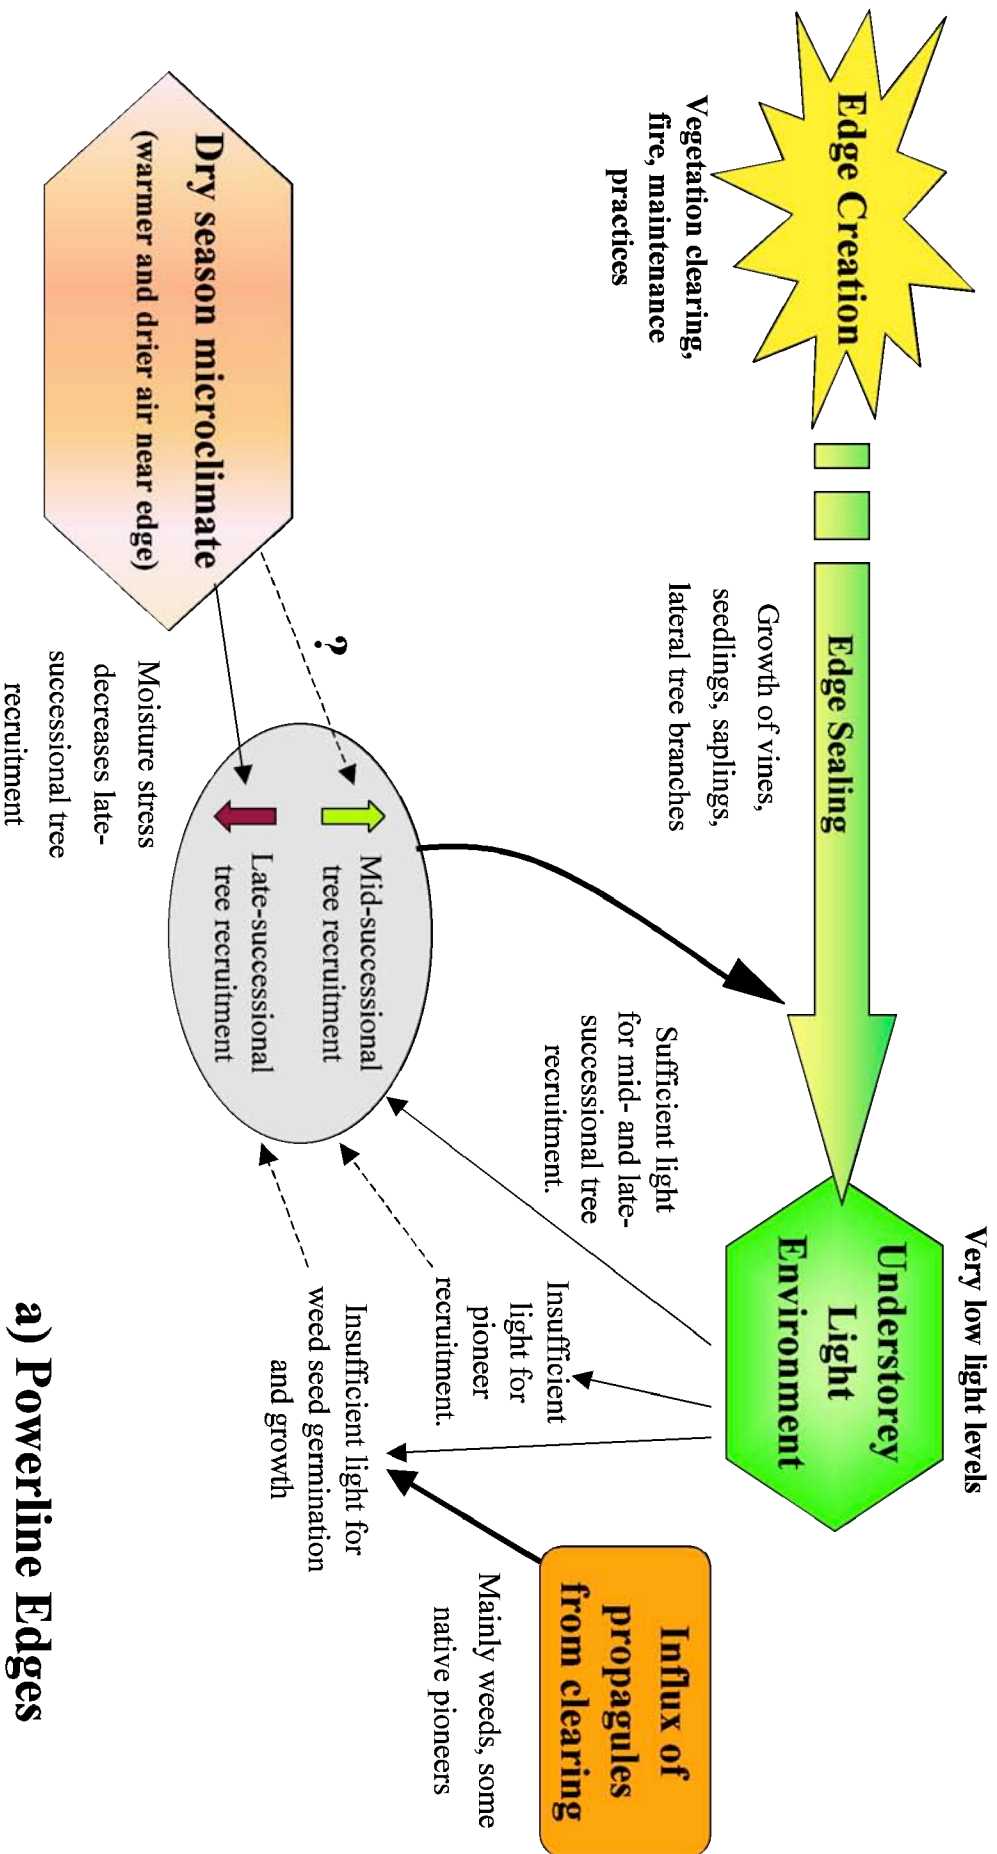 Edge Creation
Vegetation clearing,
fire, maintenance
practices
Edge Sealing
Growth of vines,
seedlings, saplings,
lateral tree branches
Very low light levels
Understorey
Light
Environment
Influx of
propagules
from clearing
Mainly weeds, some
native pioneers
Sufficient light
for mid- and late-
successional tree
recruitment.
Insufficient
light for
pioneer
recruitment.
Insufficient light for
weed seed germination
and growth
?
Mid-successional
tree recruitment
Late-successional
tree recruitment
Dry season microclimate
(warmer and drier air near edge)
Moisture stress
decreases late-
successional tree
recruitment
a) Powerline Edges